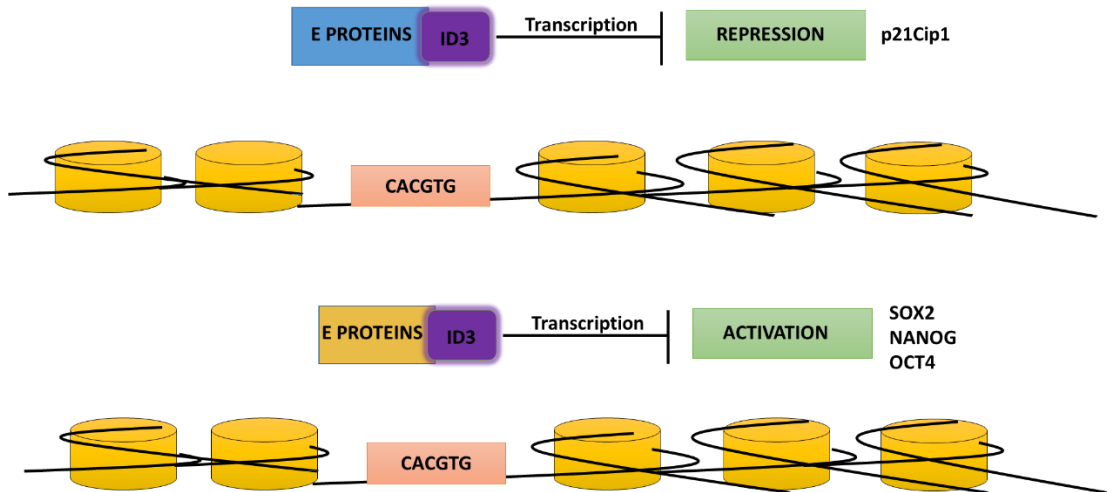 E PROTEINS ID3 Transcription REPRESSION p21Cip1
CACGTG
E PROTEINS ID3 Transcription ACTIVATION SOX2
NANOG
OCT4
CACGTG